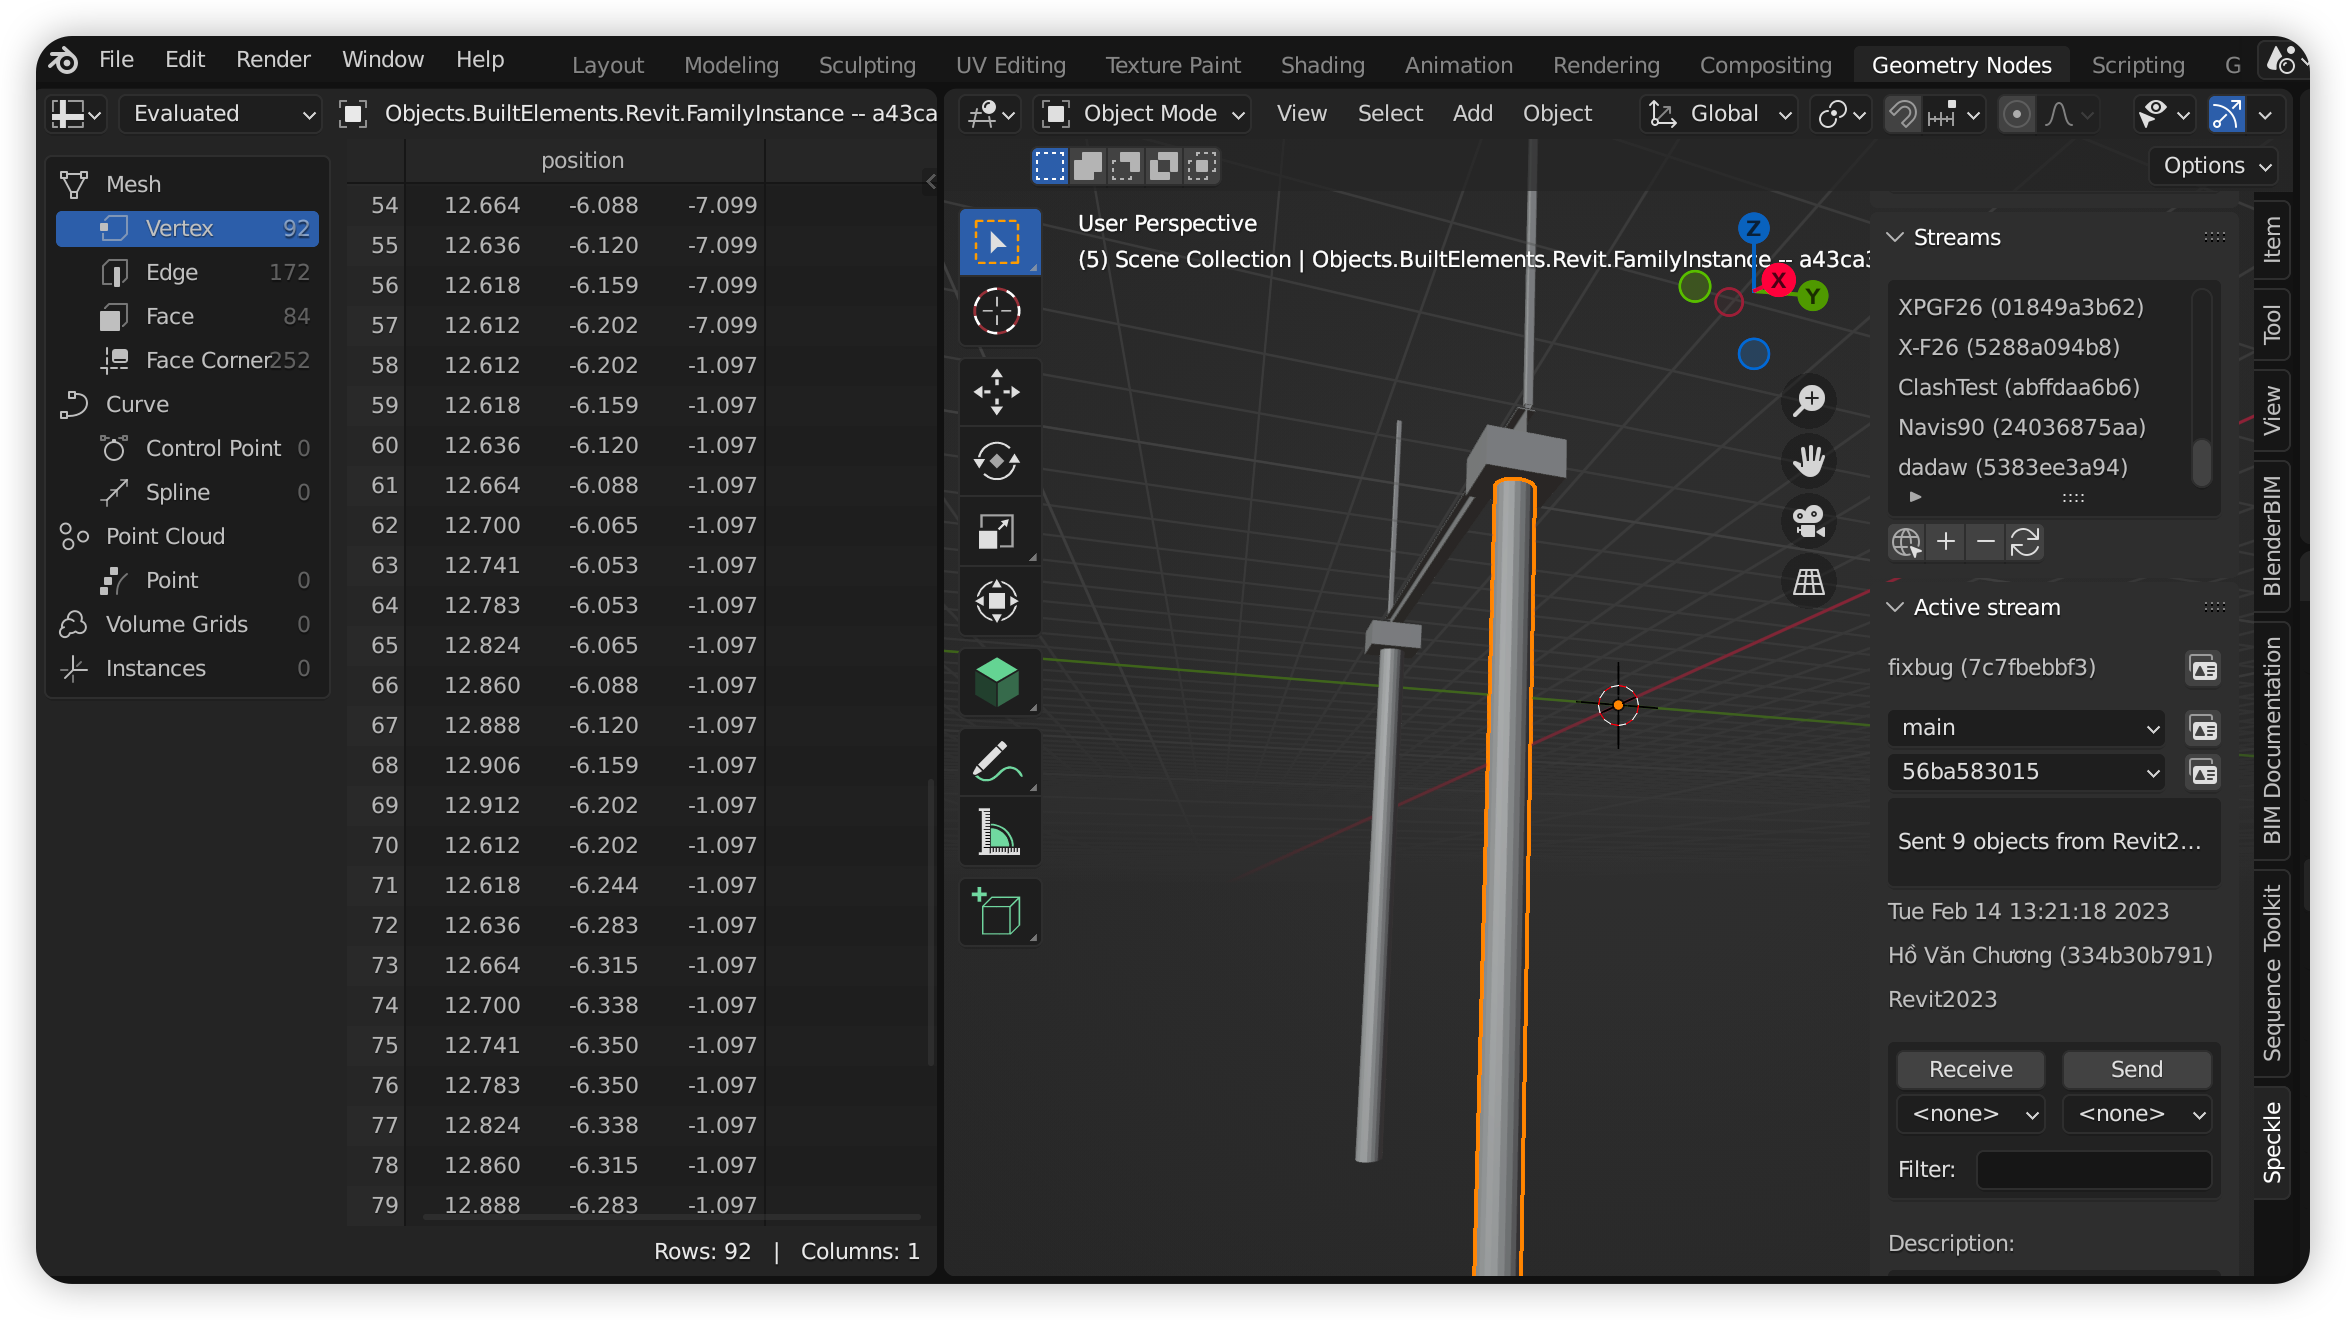 File Edit Render Window Help Layout Modeling Sculpting UV Editing Texture Paint Shading Animation Rendering Compositing Geometry Nodes Scripting G
Evaluated Objects.BuiltElements.Revit.FamilyInstance -- a43ca
Mesh
Vertex 92
Edge 172
Face 84
Face Corner 252
Curve
Control Point 0
Spline 0
Point Cloud
Point 0
Volume Grids 0
Instances 0
position
54 12.664 -6.088 -7.099
55 12.636 -6.120 -7.099
56 12.618 -6.159 -7.099
57 12.612 -6.202 -7.099
58 12.612 -6.202 -1.097
59 12.618 -6.159 -1.097
60 12.636 -6.120 -1.097
61 12.664 -6.088 -1.097
62 12.700 -6.065 -1.097
63 12.741 -6.053 -1.097
64 12.783 -6.053 -1.097
65 12.824 -6.065 -1.097
66 12.860 -6.088 -1.097
67 12.888 -6.120 -1.097
68 12.906 -6.159 -1.097
69 12.912 -6.202 -1.097
70 12.612 -6.202 -1.097
71 12.618 -6.244 -1.097
72 12.636 -6.283 -1.097
73 12.664 -6.315 -1.097
74 12.700 -6.338 -1.097
75 12.741 -6.350 -1.097
76 12.783 -6.350 -1.097
77 12.824 -6.338 -1.097
78 12.860 -6.315 -1.097
79 12.888 -6.283 -1.097
Rows: 92 | Columns: 1
Object Mode View Select Add Object Global
Options
User Perspective
(5) Scene Collection | Objects.BuiltElements.Revit.FamilyInstance -- a43ca3
Z
X
Y
Streams
XPGF26 (01849a3b62)
X-F26 (5288a094b8)
ClashTest (abffdaa6b6)
Navis90 (24036875aa)
dadaw (5383ee3a94)
Active stream
fixbug (7c7fbebbf3)
main
56ba583015
Sent 9 objects from Revit2...
Tue Feb 14 13:21:18 2023
Hồ Văn Chương (334b30b791)
Revit2023
Receive Send
<none> <none>
Filter:
Description:
Item
Tool
View
BlenderBIM
BIM Documentation
Sequence Toolkit
Speckle